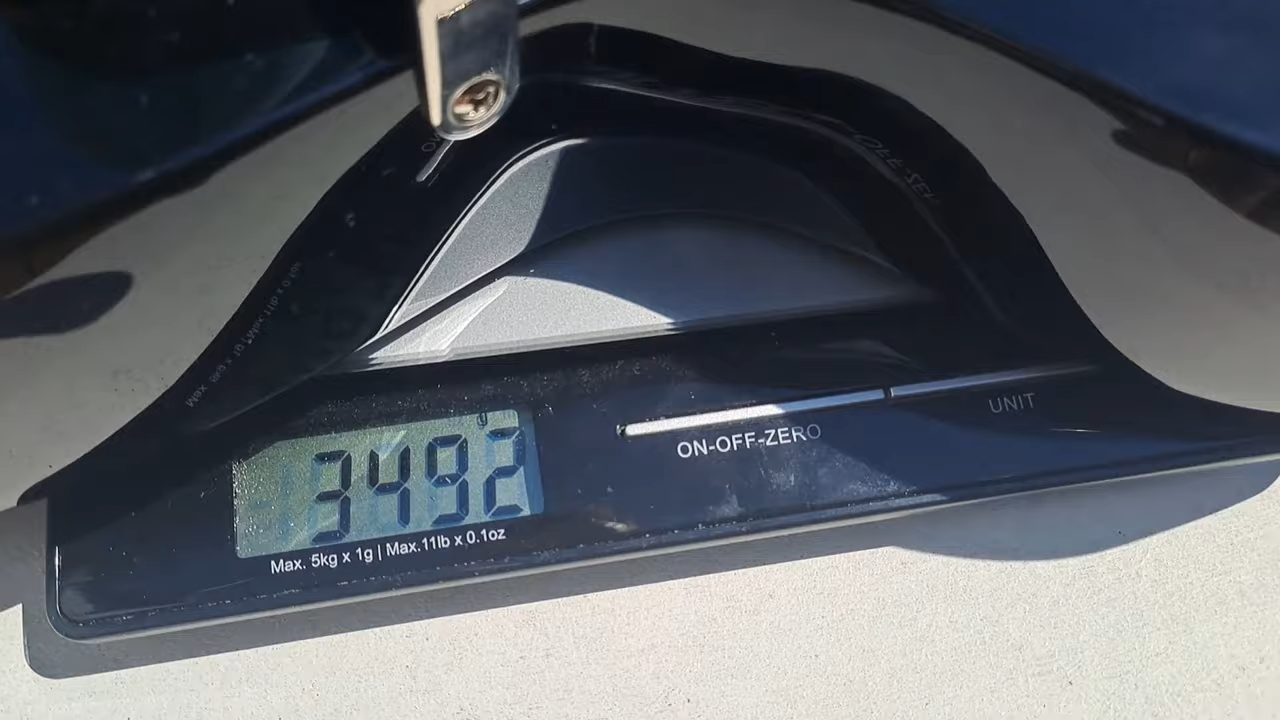 g
3492
Max. 5kg x 1g | Max.11lb x 0.1oz
ON-OFF-ZERO
UNIT